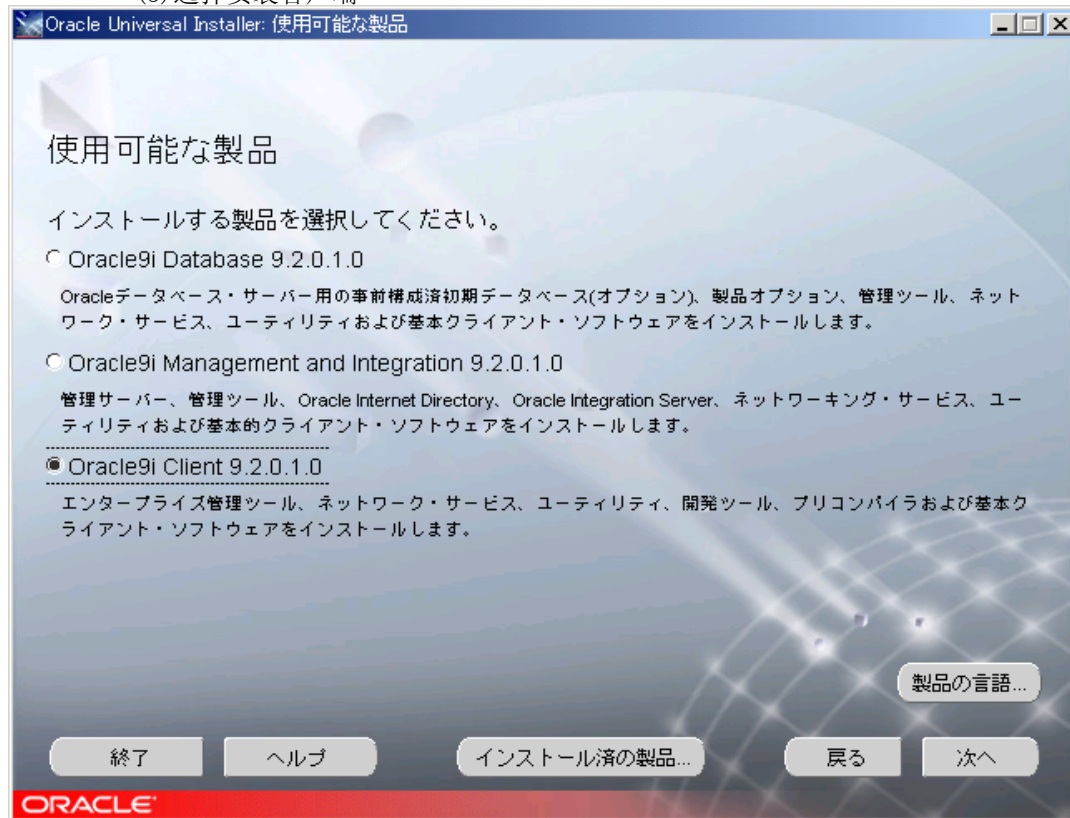 Oracle Universal Installer: 使用可能な製品
使用可能な製品
インストールする製品を選択してください。
Oracle9i Database 9.2.0.1.0
Oracleデータベース・サーバー用の事前構成済初期データベース(オプション)、製品オプション、管理ツール、ネット
ワーク・サービス、ユーティリティおよび基本クライアント・ソフトウェアをインストールします。
Oracle9i Management and Integration 9.2.0.1.0
管理サーバー、管理ツール、Oracle Internet Directory、Oracle Integration Server、ネットワーキング・サービス、ユー
ティリティおよび基本的クライアント・ソフトウェアをインストールします。
Oracle9i Client 9.2.0.1.0
エンタープライズ管理ツール、ネットワーク・サービス、ユーティリティ、開発ツール、プリコンパイラおよび基本ク
ライアント・ソフトウェアをインストールします。
製品の言語...
終了
ヘルプ
インストール済の製品...
戻る
次へ
ORACLE